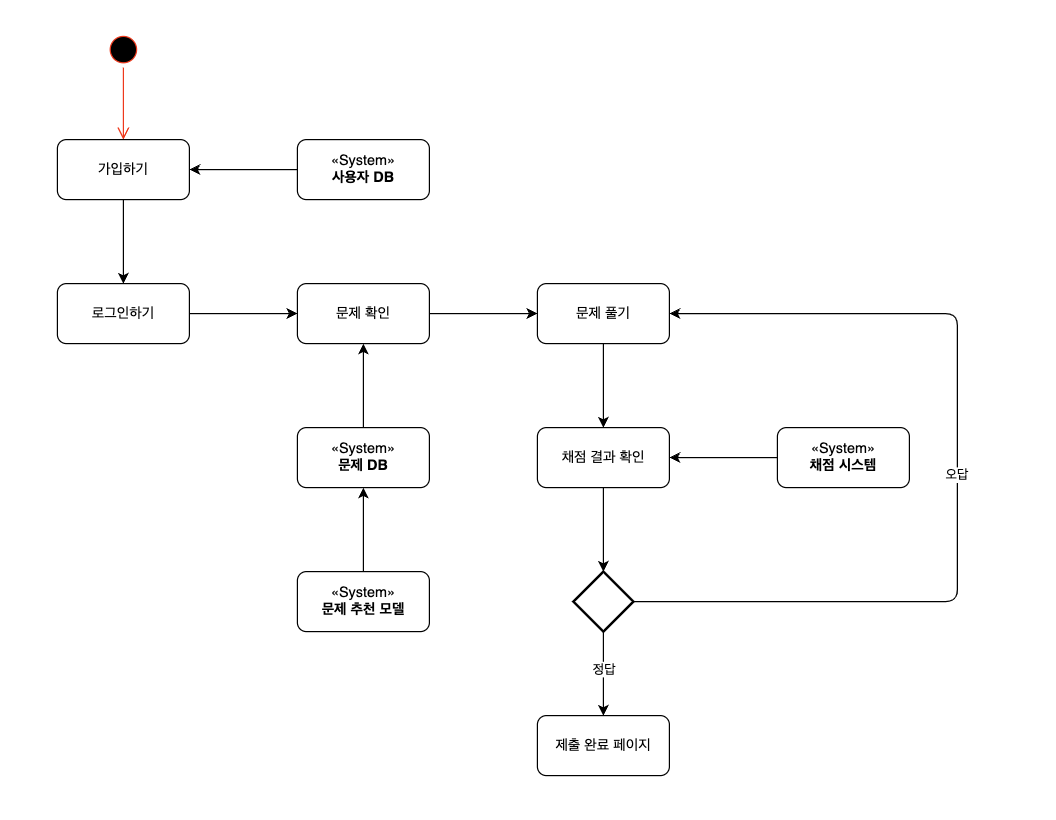 가입하기
«System»
사용자 DB
로그인하기
문제 확인
문제 풀기
«System»
문제 DB
채점 결과 확인
«System»
채점 시스템
오답
«System»
문제 추천 모델
정답
제출 완료 페이지